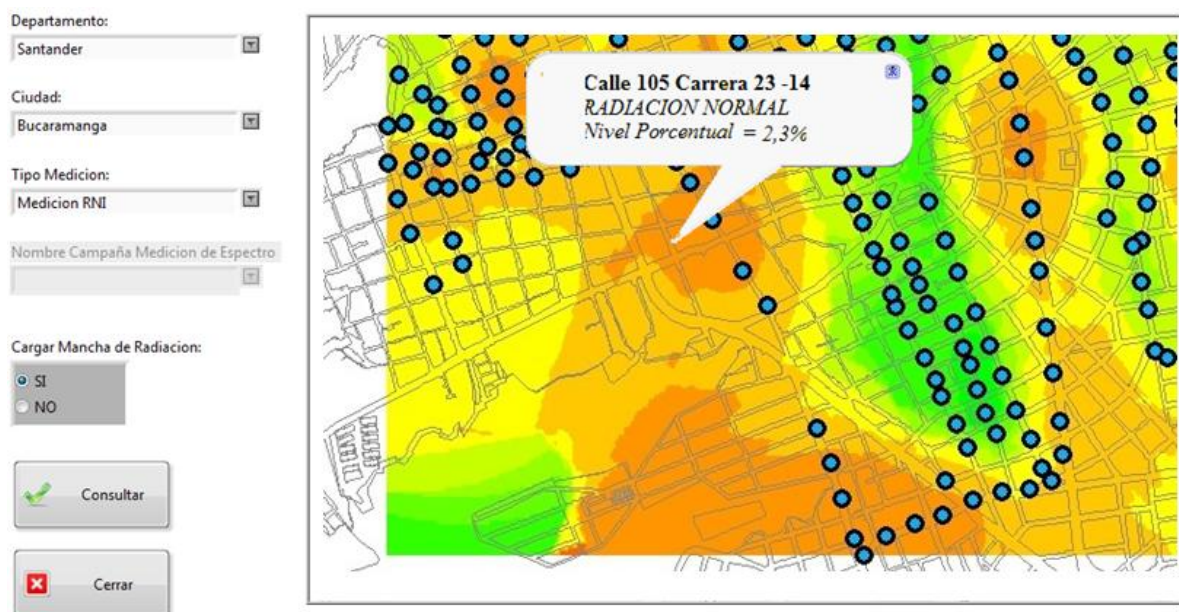 Departamento:
Santander
Ciudad:
Bucaramanga
Tipo Medicion:
Medicion RNI
Nombre Campaña Medicion de Espectro
Cargar Mancha de Radiacion:
SI
NO
Consultar
Cerrar
Calle 105 Carrera 23 -14
RADIACION NORMAL
Nivel Porcentual = 2,3%